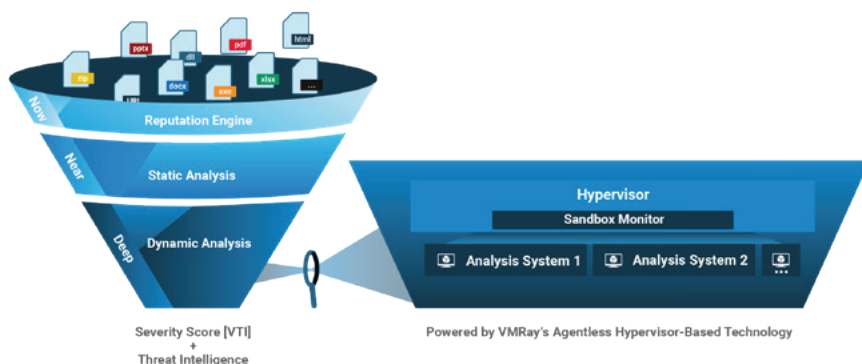 html
pptx
pdf
dll
zip
docx
exe
xlsx
...
Now
Reputation Engine
Near
Static Analysis
Deep
Dynamic Analysis
Severity Score [VTI]
+
Threat Intelligence
Hypervisor
Sandbox Monitor
Analysis System 1
Analysis System 2
...
Powered by VMRay's Agentless Hypervisor-Based Technology